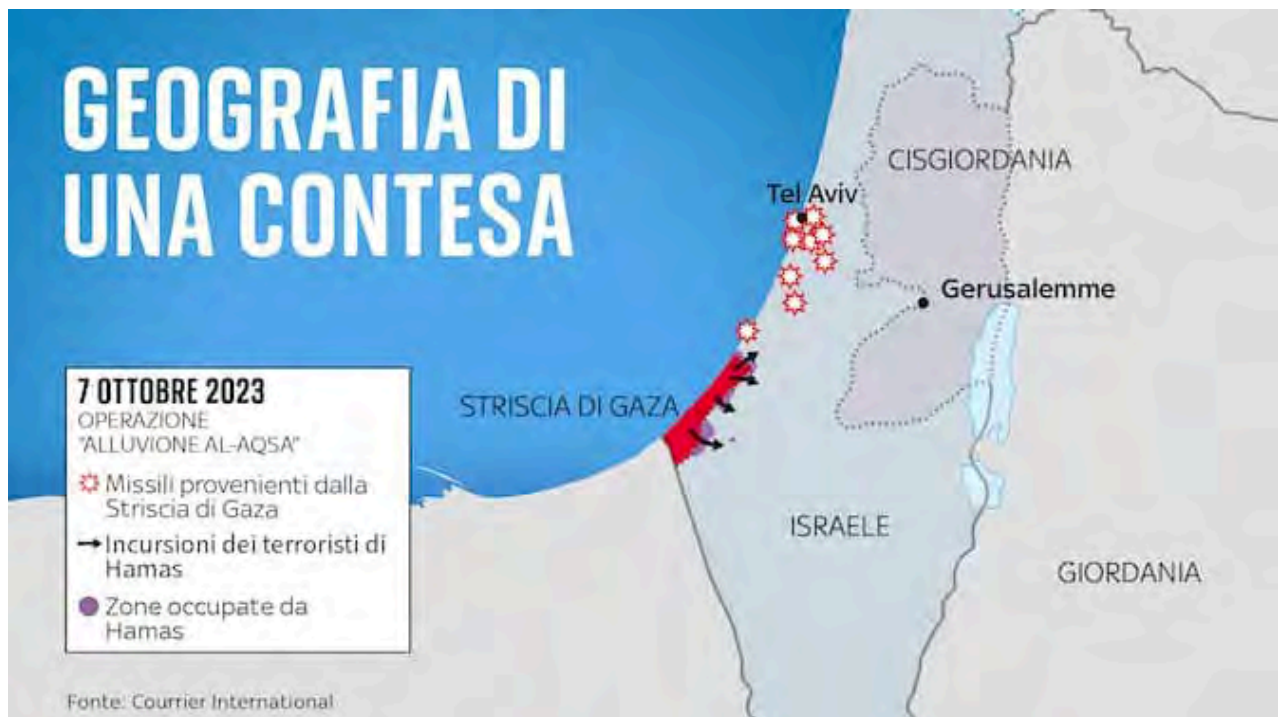 GEOGRAFIA DI
UNA CONTESA
CISGIORDANIA
Tel Aviv
Gerusalemme
STRISCIA DI GAZA
ISRAELE
GIORDANIA
7 OTTOBRE 2023
OPERAZIONE
"ALLUVIONE AL-AQSA"
Missili provenienti dalla
Striscia di Gaza
Incursioni dei terroristi di
Hamas
Zone occupate da
Hamas
Fonte: Courrier International